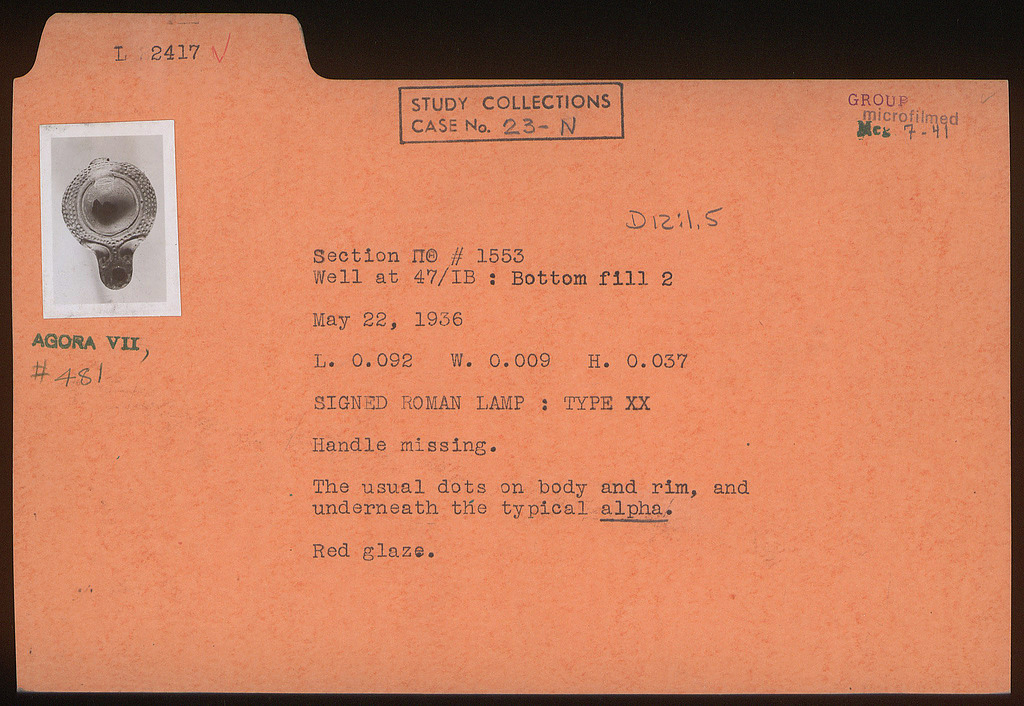 L 2417 ✓
STUDY COLLECTIONS
CASE No. 23-N
GROUP
microfilmed
7-41
D12:1,5
Section ΠΘ # 1553
Well at 47/ΙΒ : Bottom fill 2
May 22, 1936
L. 0.092 W. 0.009 H. 0.037
AGORA VII,
# 481
SIGNED ROMAN LAMP : TYPE XX
Handle missing.
The usual dots on body and rim, and
underneath the typical alpha.
Red glaze.